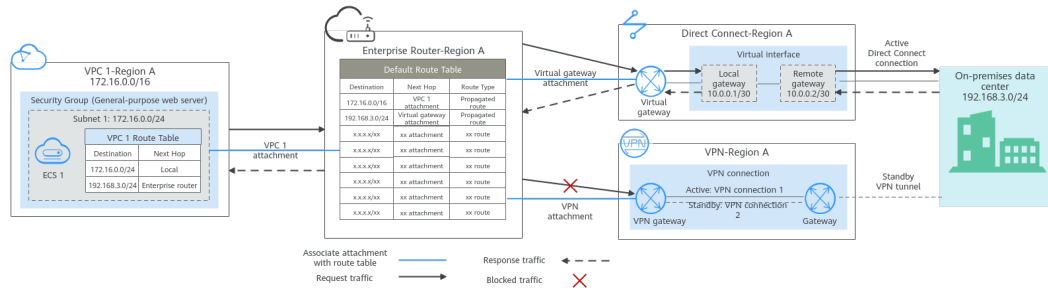 VPC 1-Region A
VPC 1-Region A
172.16.0.0/16
Security Group (General-purpose web server)
Subnet 1: 172.16.0.0/24
VPC 1 Route Table
Destination Next Hop
172.16.0.0/24 Local
192.168.3.0/24 Enterprise router
ECS 1
VPC 1
attachment
Enterprise Router-Region A
Default Route Table
Destination Next Hop Route Type
172.16.0.0/16 VPC 1 attachment Propagated route
192.168.3.0/24 Virtual gateway attachment Propagated route
x.x.x.x/xx xx attachment xx route
x.x.x.x/xx xx attachment xx route
x.x.x.x/xx xx attachment xx route
x.x.x.x/xx xx attachment xx route
x.x.x.x/xx xx attachment xx route
x.x.x.x/xx xx attachment xx route
Virtual gateway
attachment
VPN
attachment
Direct Connect-Region A
Virtual interface
Local
gateway
10.0.0.1/30
Remote
gateway
10.0.0.2/30
Virtual
gateway
Active
Direct Connect
connection
On-premises data
center
192.168.3.0/24
VPN
VPN-Region A
VPN connection
Active: VPN connection 1
Standby: VPN connection
2
VPN gateway
Gateway
Standby
VPN tunnel
Associate attachment
with route table
Response traffic
Request traffic
Blocked traffic